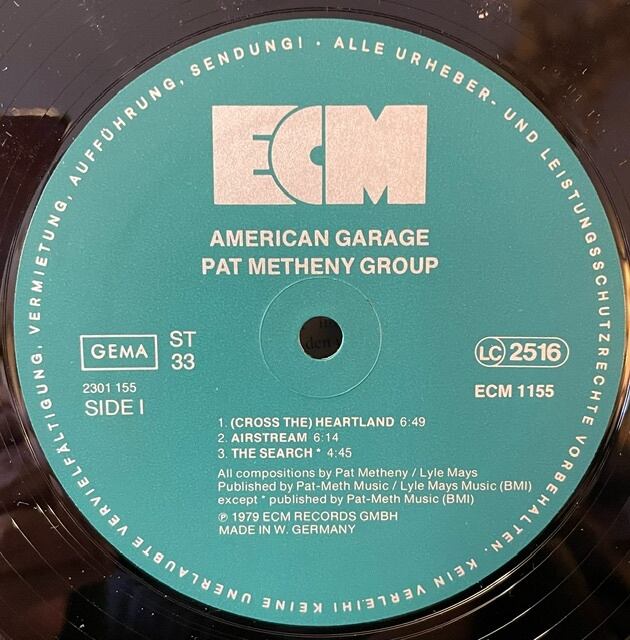 ALLE URHEBER- UND LEISTUNGSSCHUTZRECHTE VORBEHALTEN. KEIN VERLEIH! KEINE UNERLAUBTE VERVIELFÄLTIGUNG, VERMIETUNG, AUFFÜHRUNG, SENDUNG! ·
ECM
AMERICAN GARAGE
PAT METHENY GROUP
GEMA
ST
33
LC 2516
2301 155
SIDE I
ECM 1155
1. (CROSS THE) HEARTLAND 6:49
2. AIRSTREAM 6:14
3. THE SEARCH * 4:45
All compositions by Pat Metheny / Lyle Mays
Published by Pat-Meth Music / Lyle Mays Music (BMI)
except * published by Pat-Meth Music (BMI)
℗ 1979 ECM RECORDS GMBH
MADE IN W. GERMANY